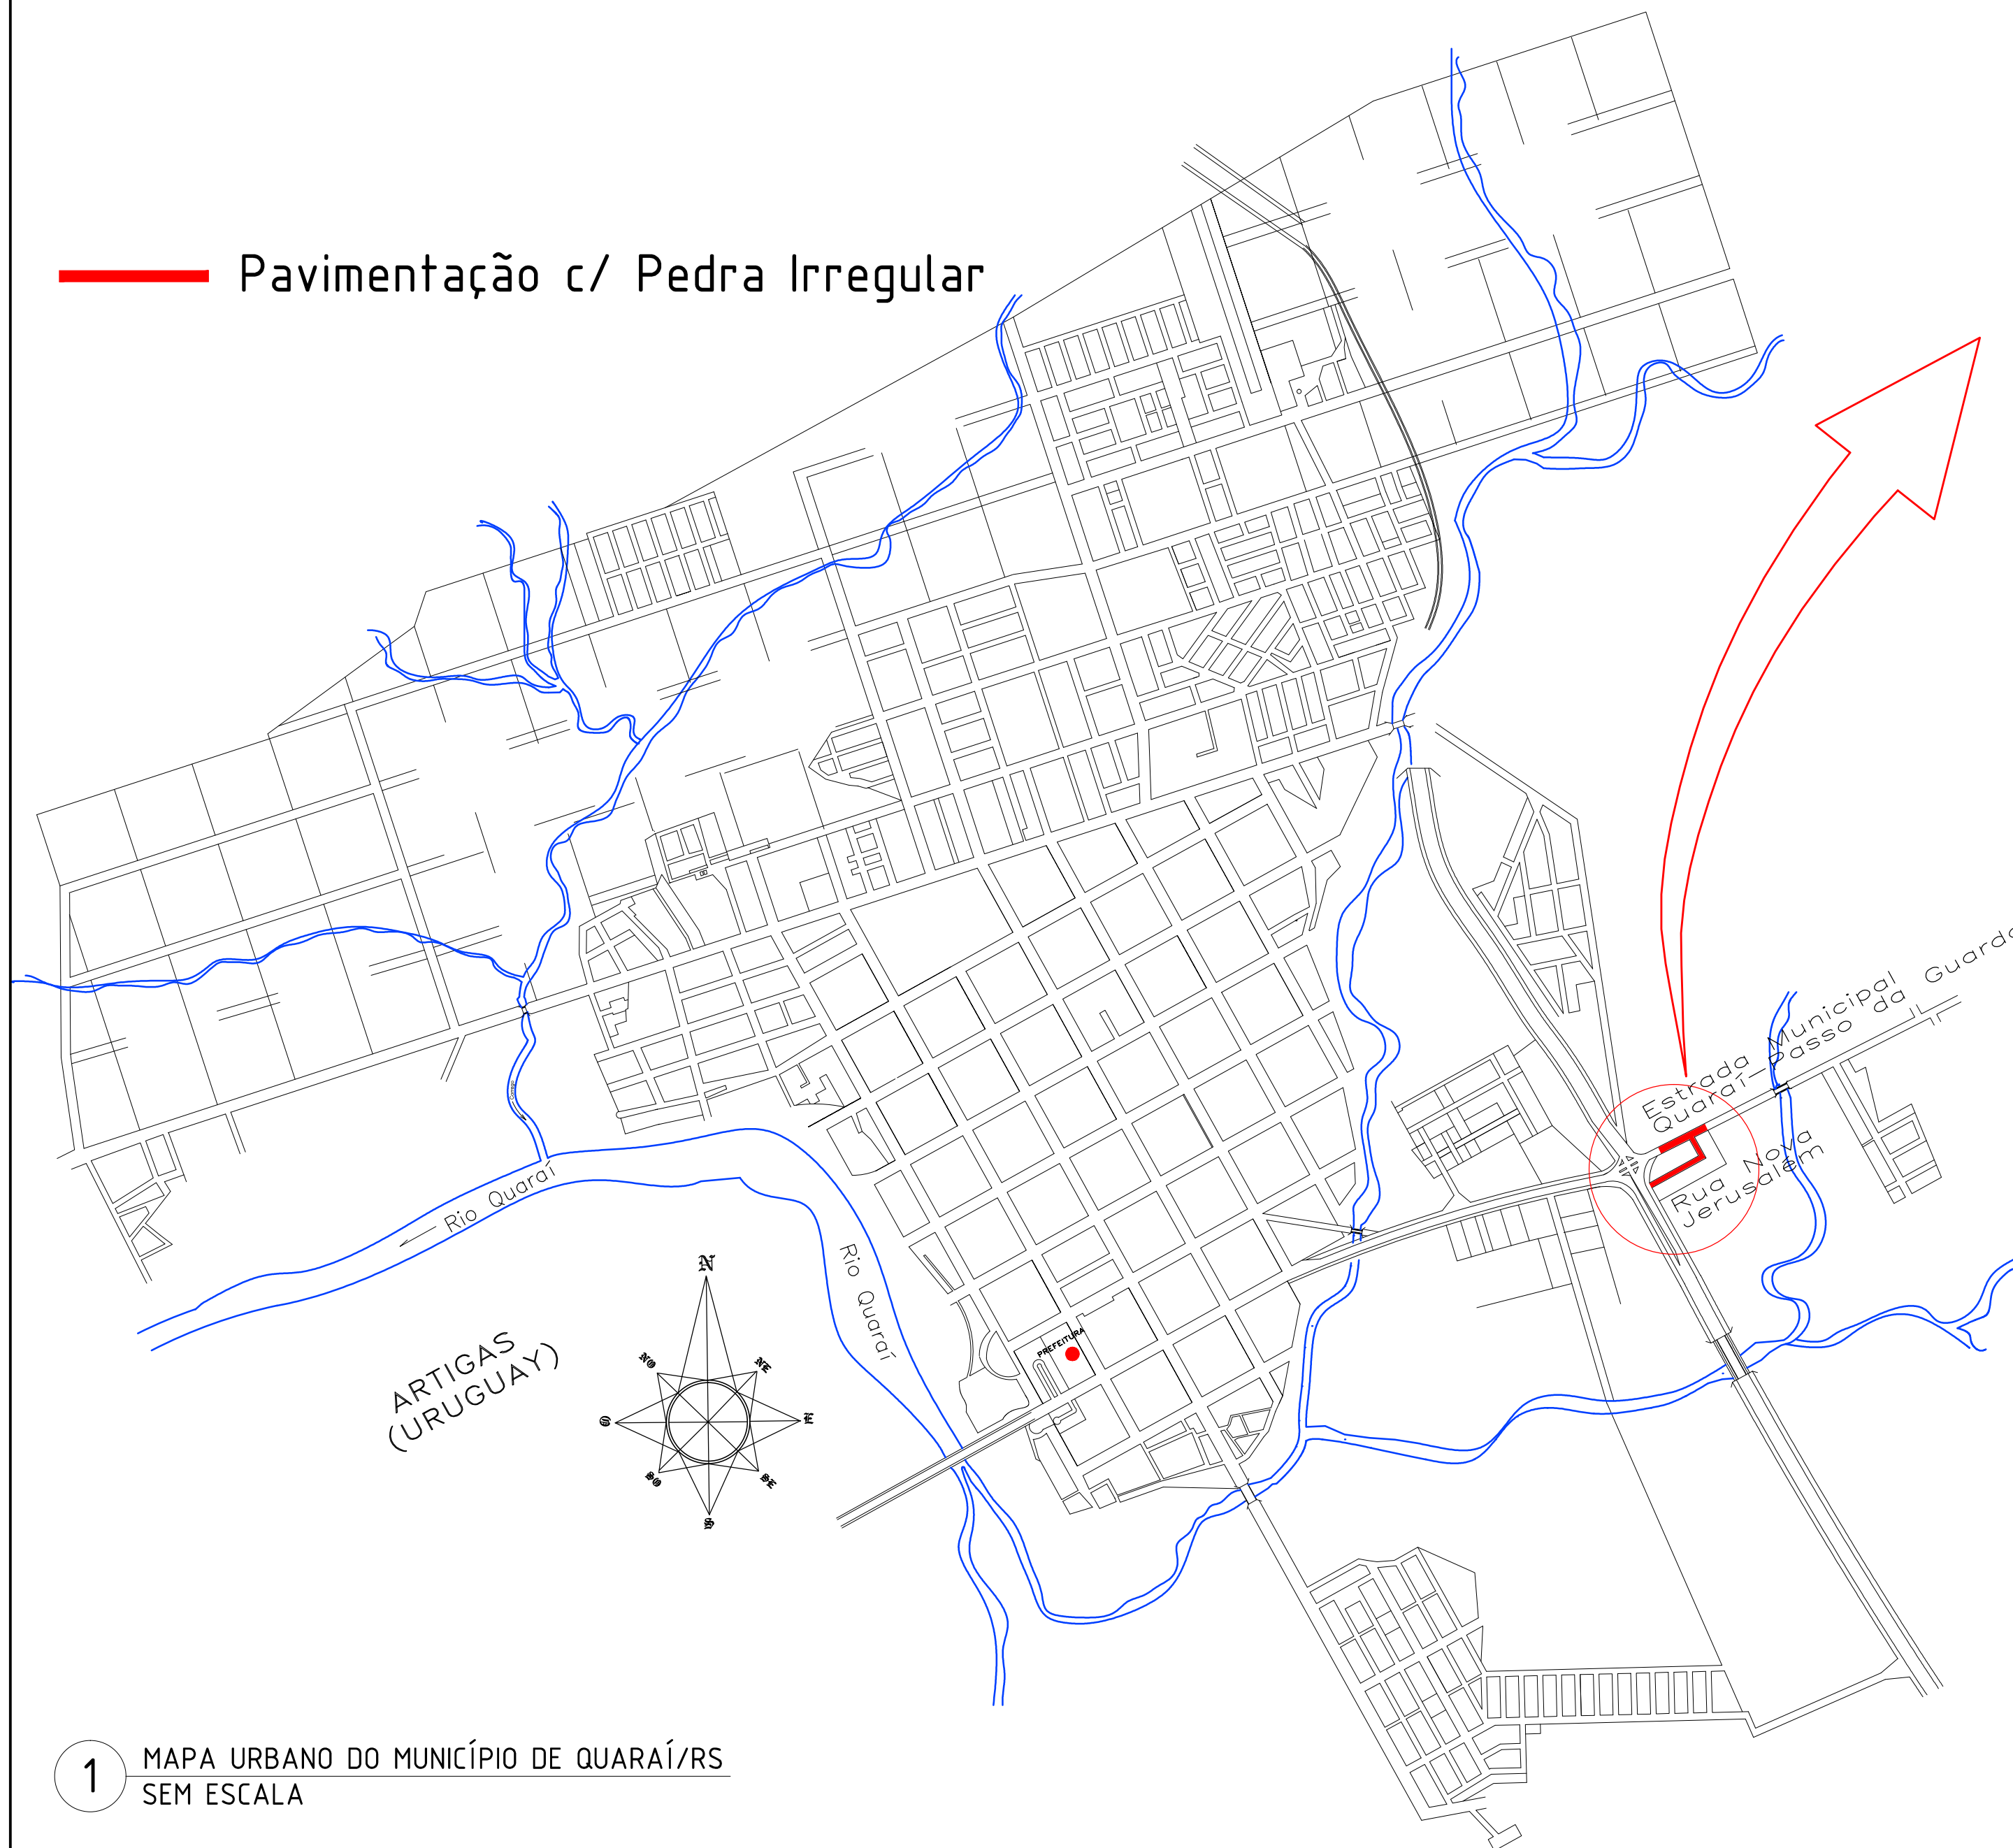 Pavimentação c/ Pedra Irregular
Estrada Municipal
Quaraí-Passo da Guarda
Rua Nova
Jerusalém
Rio Quaraí
Rio Quaraí
ARTIGAS
(URUGUAY)
N
NO
NE
O
E
SO
SE
S
PREFEITURA
1
MAPA URBANO DO MUNICÍPIO DE QUARAÍ/RS
SEM ESCALA